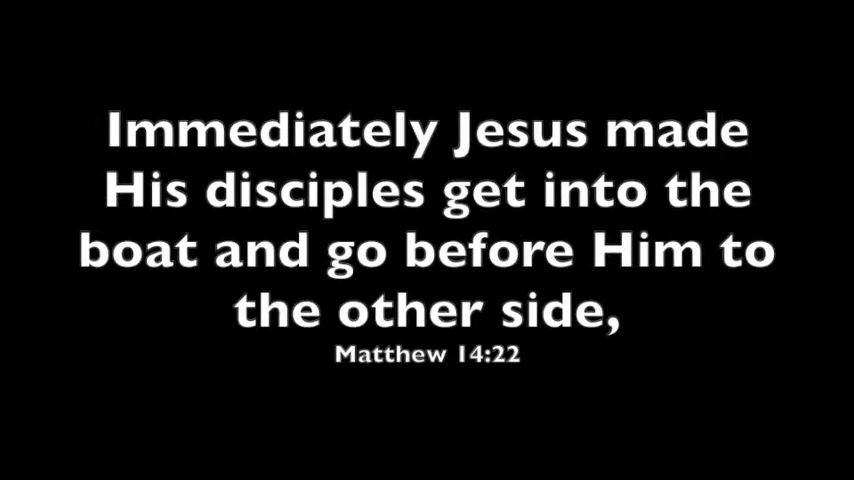 Immediately Jesus made
His disciples get into the
boat and go before Him to
the other side,
Matthew 14:22